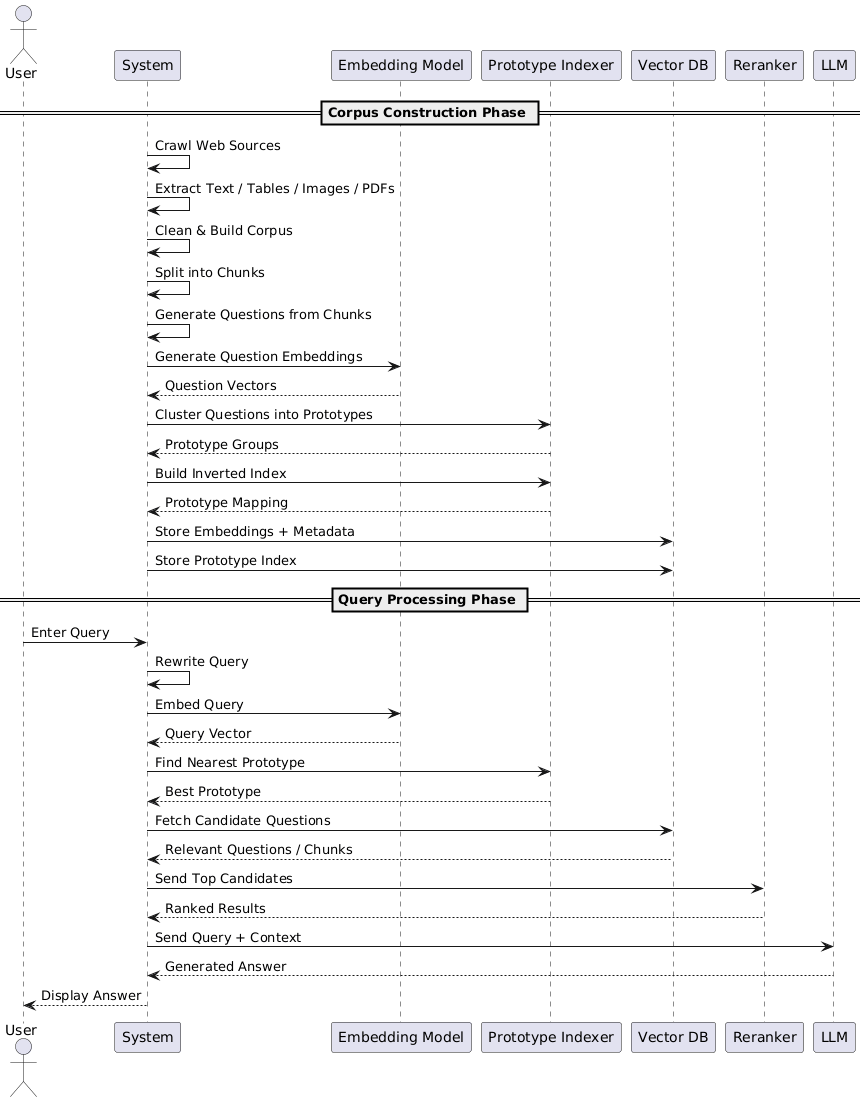 User
System
Embedding Model
Prototype Indexer
Vector DB
Reranker
LLM
Corpus Construction Phase
Crawl Web Sources
Extract Text / Tables / Images / PDFs
Clean & Build Corpus
Split into Chunks
Generate Questions from Chunks
Generate Question Embeddings
Question Vectors
Cluster Questions into Prototypes
Prototype Groups
Build Inverted Index
Prototype Mapping
Store Embeddings + Metadata
Store Prototype Index
Query Processing Phase
Enter Query
Rewrite Query
Embed Query
Query Vector
Find Nearest Prototype
Best Prototype
Fetch Candidate Questions
Relevant Questions / Chunks
Send Top Candidates
Ranked Results
Send Query + Context
Generated Answer
Display Answer
User
System
Embedding Model
Prototype Indexer
Vector DB
Reranker
LLM